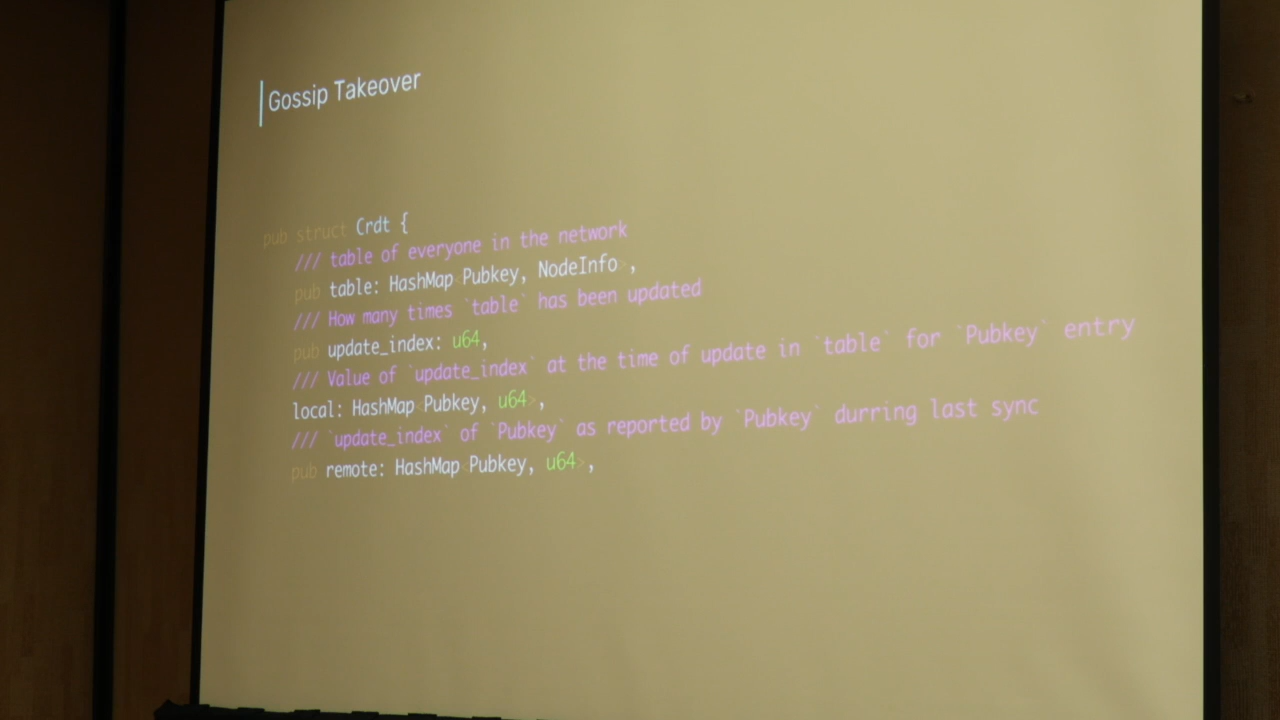 Gossip Takeover
pub struct Crdt {
/// table of everyone in the network
pub table: HashMap<Pubkey, NodeInfo>,
/// How many times `table` has been updated
pub update_index: u64,
/// Value of `update_index` at the time of update in `table` for `Pubkey` entry
local: HashMap<Pubkey, u64>,
/// `update_index` of `Pubkey` as reported by `Pubkey` durring last sync
pub remote: HashMap<Pubkey, u64>,